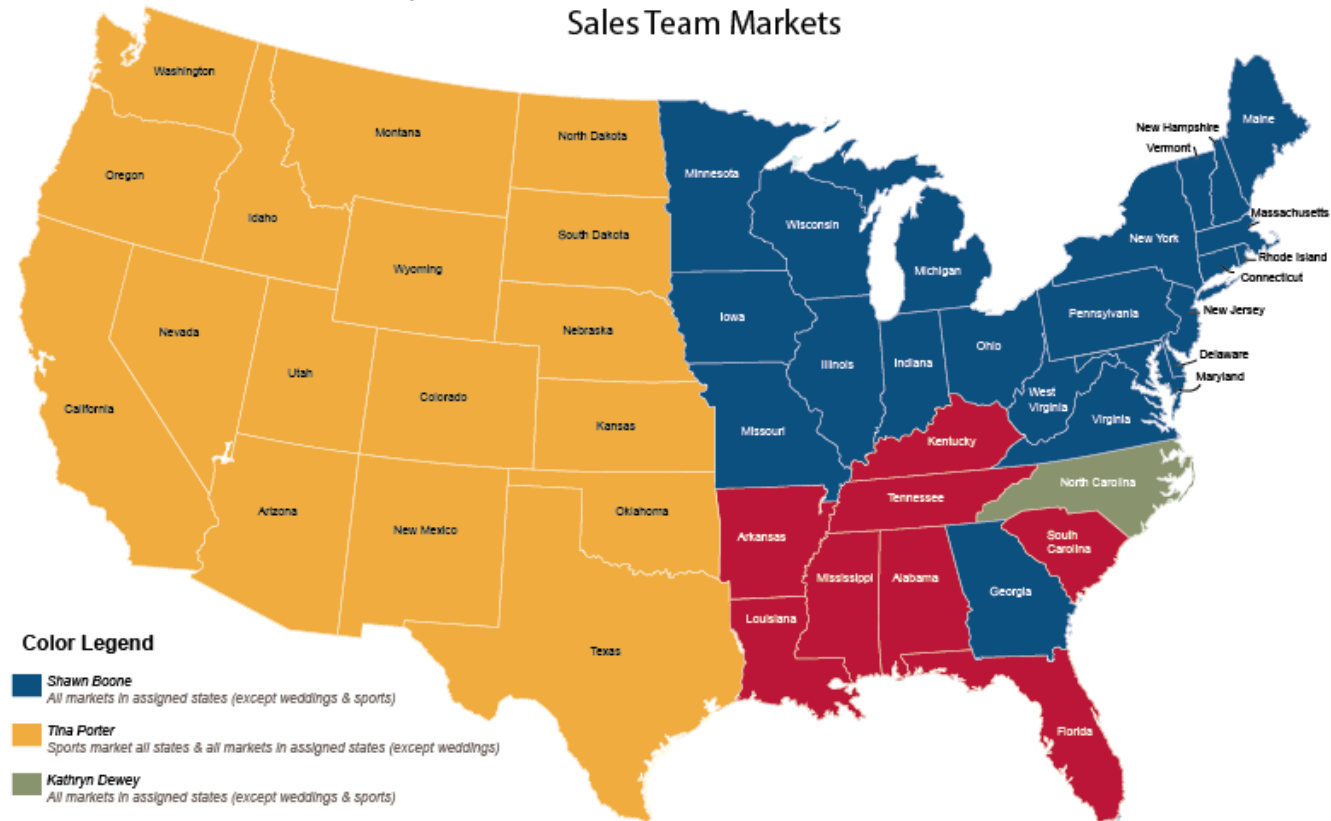 Sales Team Markets
Washington
Montana
North Dakota
Minnesota
Maine
New Hampshire
Vermont
Oregon
Idaho
Wyoming
South Dakota
Wisconsin
Michigan
New York
Massachusetts
Rhode Island
Connecticut
New Jersey
Nevada
Utah
Colorado
Nebraska
Iowa
Illinois
Indiana
Ohio
Pennsylvania
Delaware
Maryland
California
Kansas
Missouri
West
Virginia
Virginia
Kentucky
Arizona
New Mexico
Oklahoma
Tennessee
North Carolina
Arkansas
South
Carolina
Mississippi
Alabama
Georgia
Louisiana
Texas
Florida
Color Legend
Shawn Boone
All markets in assigned states (except weddings & sports)
Tina Porter
Sports market all states & all markets in assigned states (except weddings)
Kathryn Dewey
All markets in assigned states (except weddings & sports)